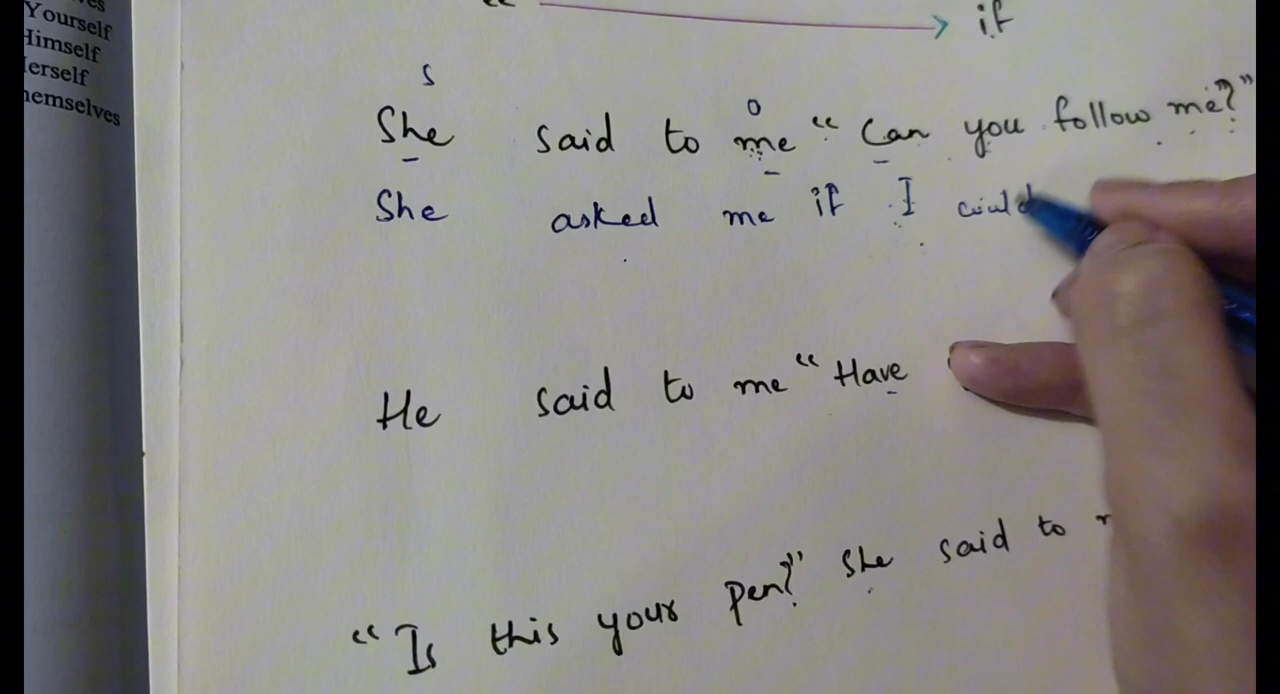 Yourself
Himself
erself
hemselves
“ → if
S
O
She said to me “ Can you follow me?”
She asked me if I could
He said to me “ Have
“ Is this your pen?” She said to